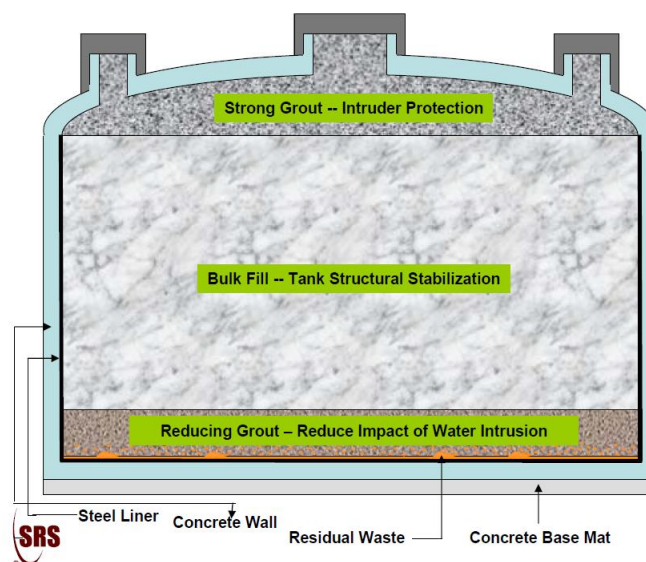 Strong Grout -- Intruder Protection
Bulk Fill -- Tank Structural Stabilization
Reducing Grout – Reduce Impact of Water Intrusion
Steel Liner
Concrete Wall
Residual Waste
Concrete Base Mat
SRS